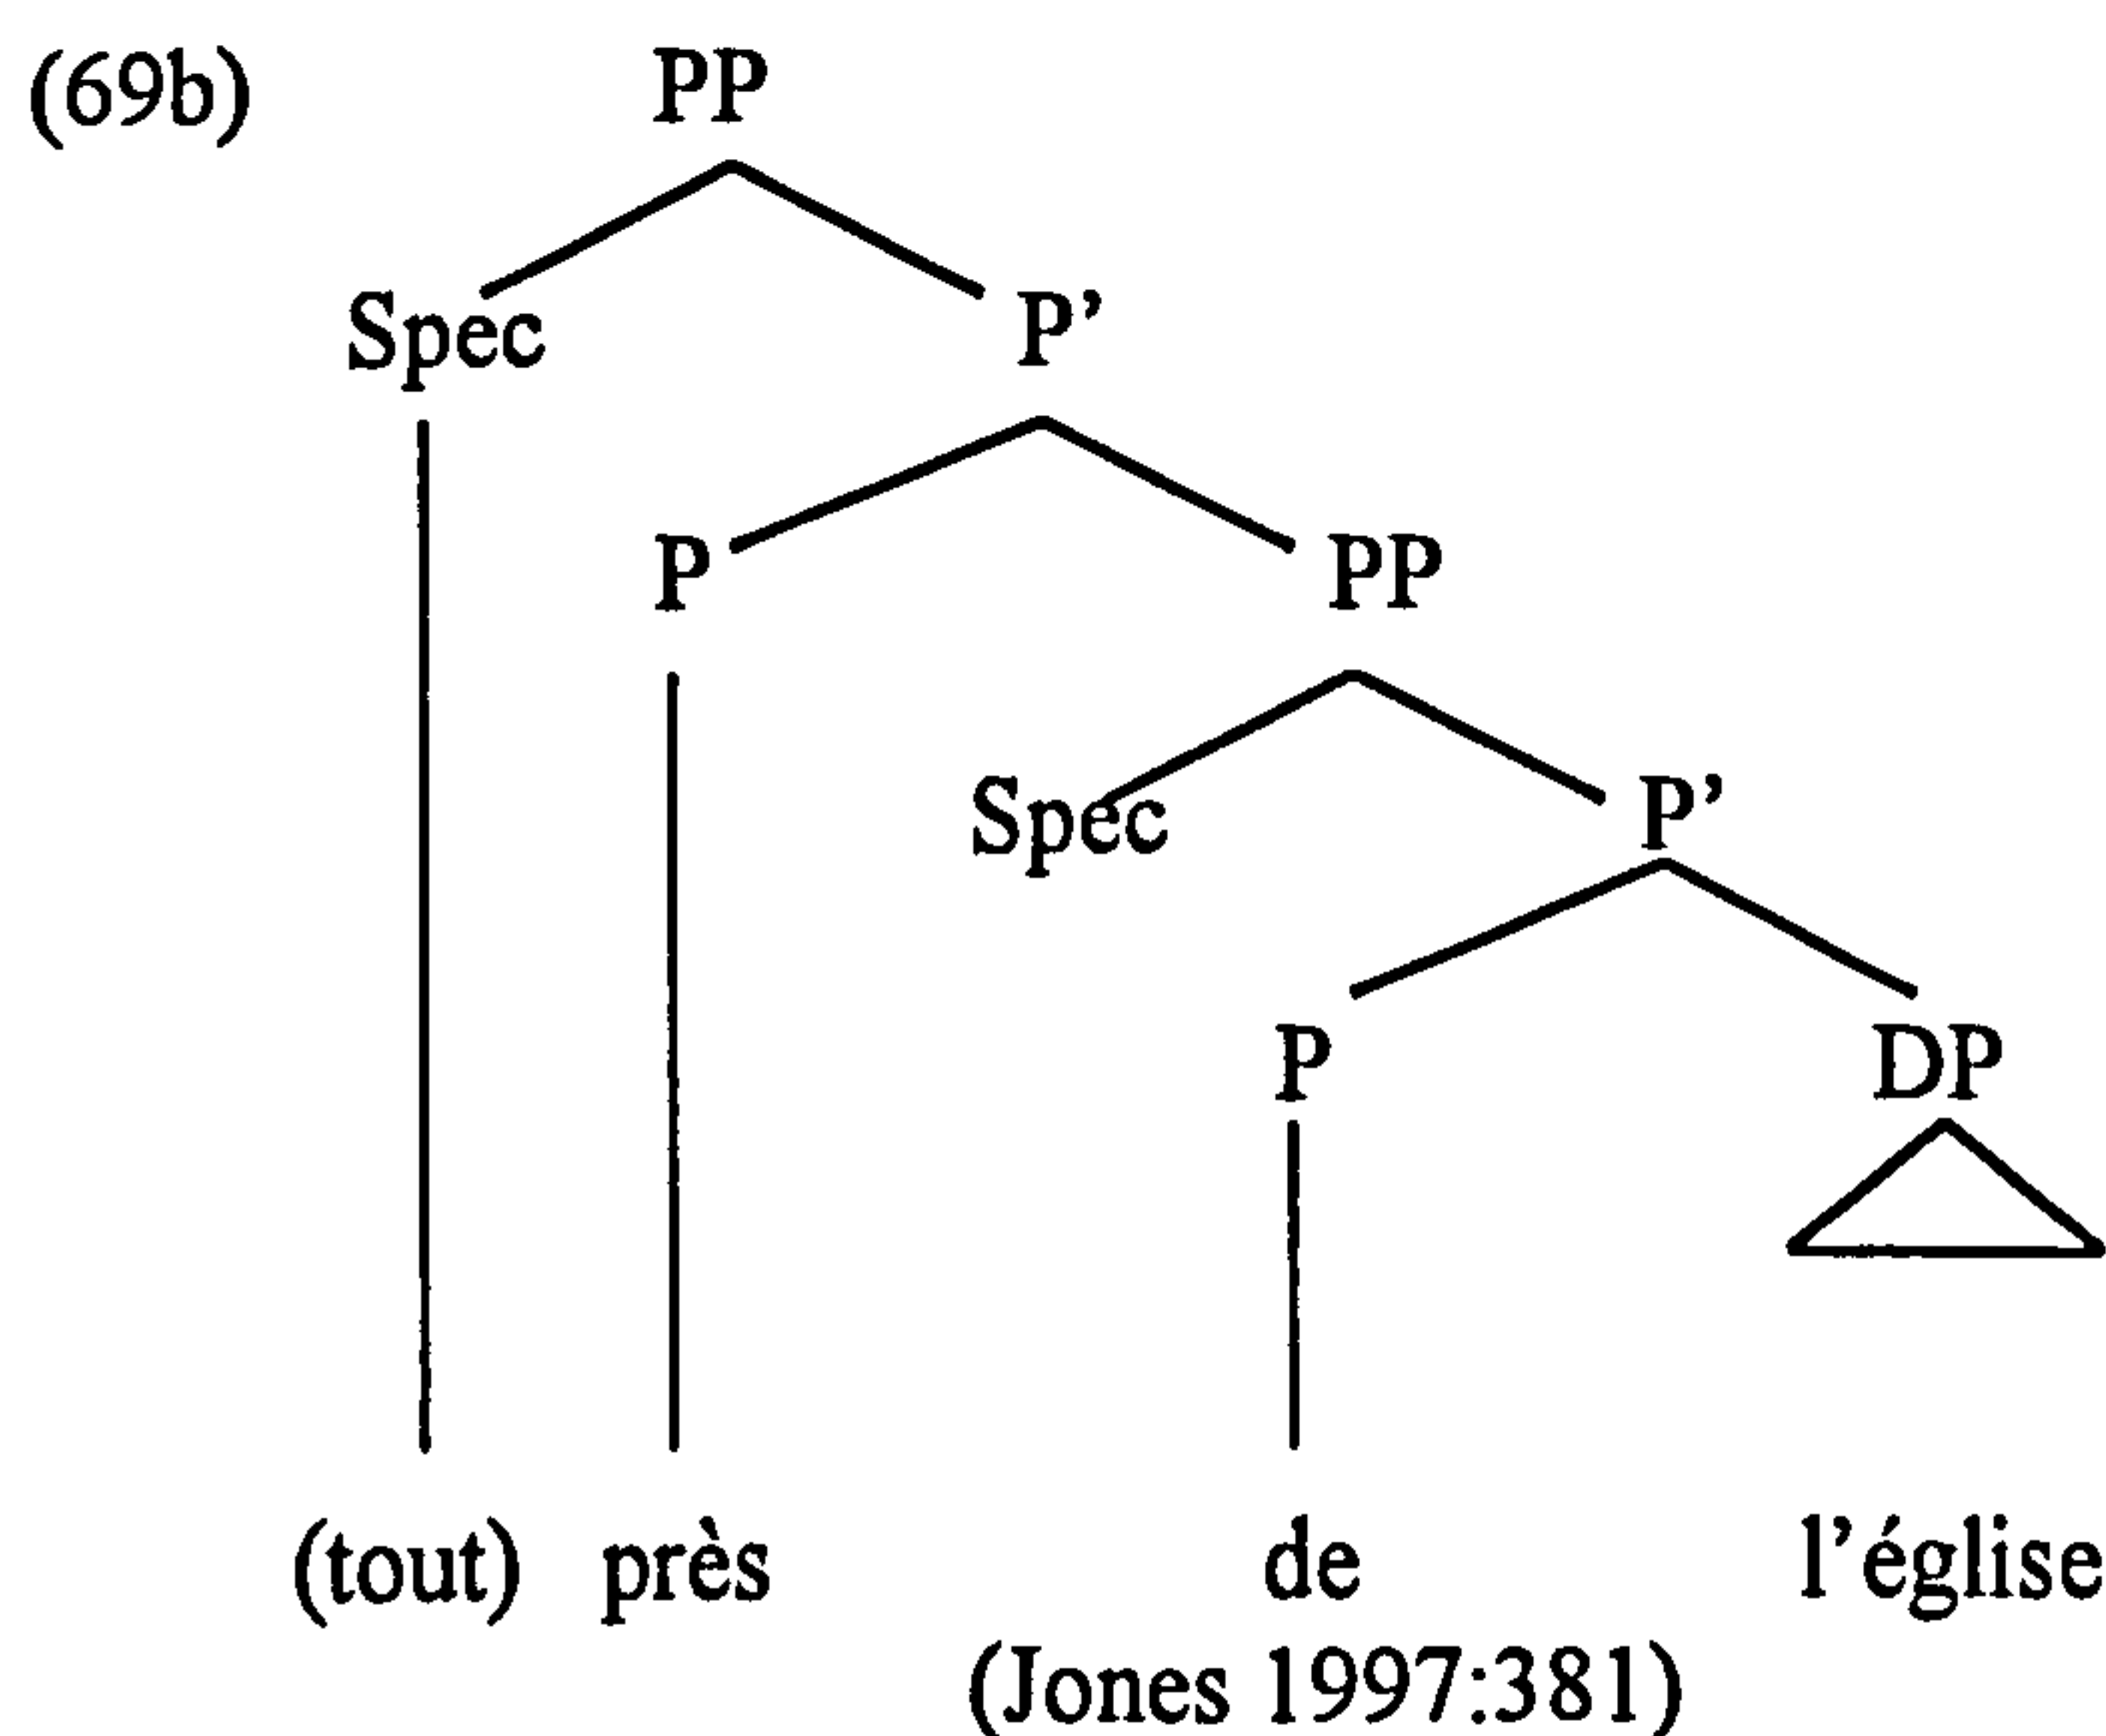 (69b) PP
Spec P’
P PP
Spec P’
P DP
(tout) près de l’église
(Jones 1997:381)